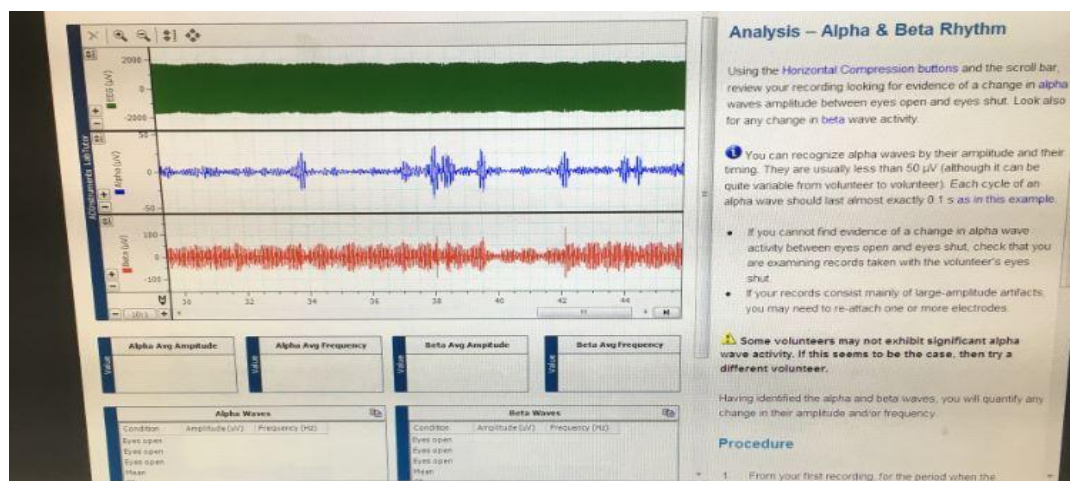 Analysis – Alpha & Beta Rhythm
Using the Horizontal Compression buttons and the scroll bar,
review your recording looking for evidence of a change in alpha
waves amplitude between eyes open and eyes shut. Look also
for any change in beta wave activity.
You can recognize alpha waves by their amplitude and their
timing. They are usually less than 50 µV (although it can be
quite variable from volunteer to volunteer). Each cycle of an
alpha wave should last almost exactly 0.1 s as in this example.
• If you cannot find evidence of a change in alpha wave
activity between eyes open and eyes shut, check that you
are examining records taken with the volunteer's eyes
shut.
• If your records consist mainly of large-amplitude artifacts,
you may need to re-attach one or more electrodes.
Some volunteers may not exhibit significant alpha
wave activity. If this seems to be the case, then try a
different volunteer.
Having identified the alpha and beta waves, you will quantify any
change in their amplitude and/or frequency.
Procedure
1. From your first recording, for the period when the
ADInstruments LabTutor
EEG (µV)
2000
0
-2000
Alpha (µV)
50
0
-50
Beta (µV)
100
0
-100
30 32 34 36 38 40 42 44
10:1
Alpha Avg Ampitude
Value
Alpha Avg Frequency
Value
Beta Avg Ampitude
Value
Beta Avg Frequency
Value
Alpha Waves
Condition Amplitude (uV) Frequency (Hz)
Eyes open
Eyes open
Eyes open
Mean
Beta Waves
Condition Amplitude (uV) Frequency (Hz)
Eyes open
Eyes open
Eyes open
Mean